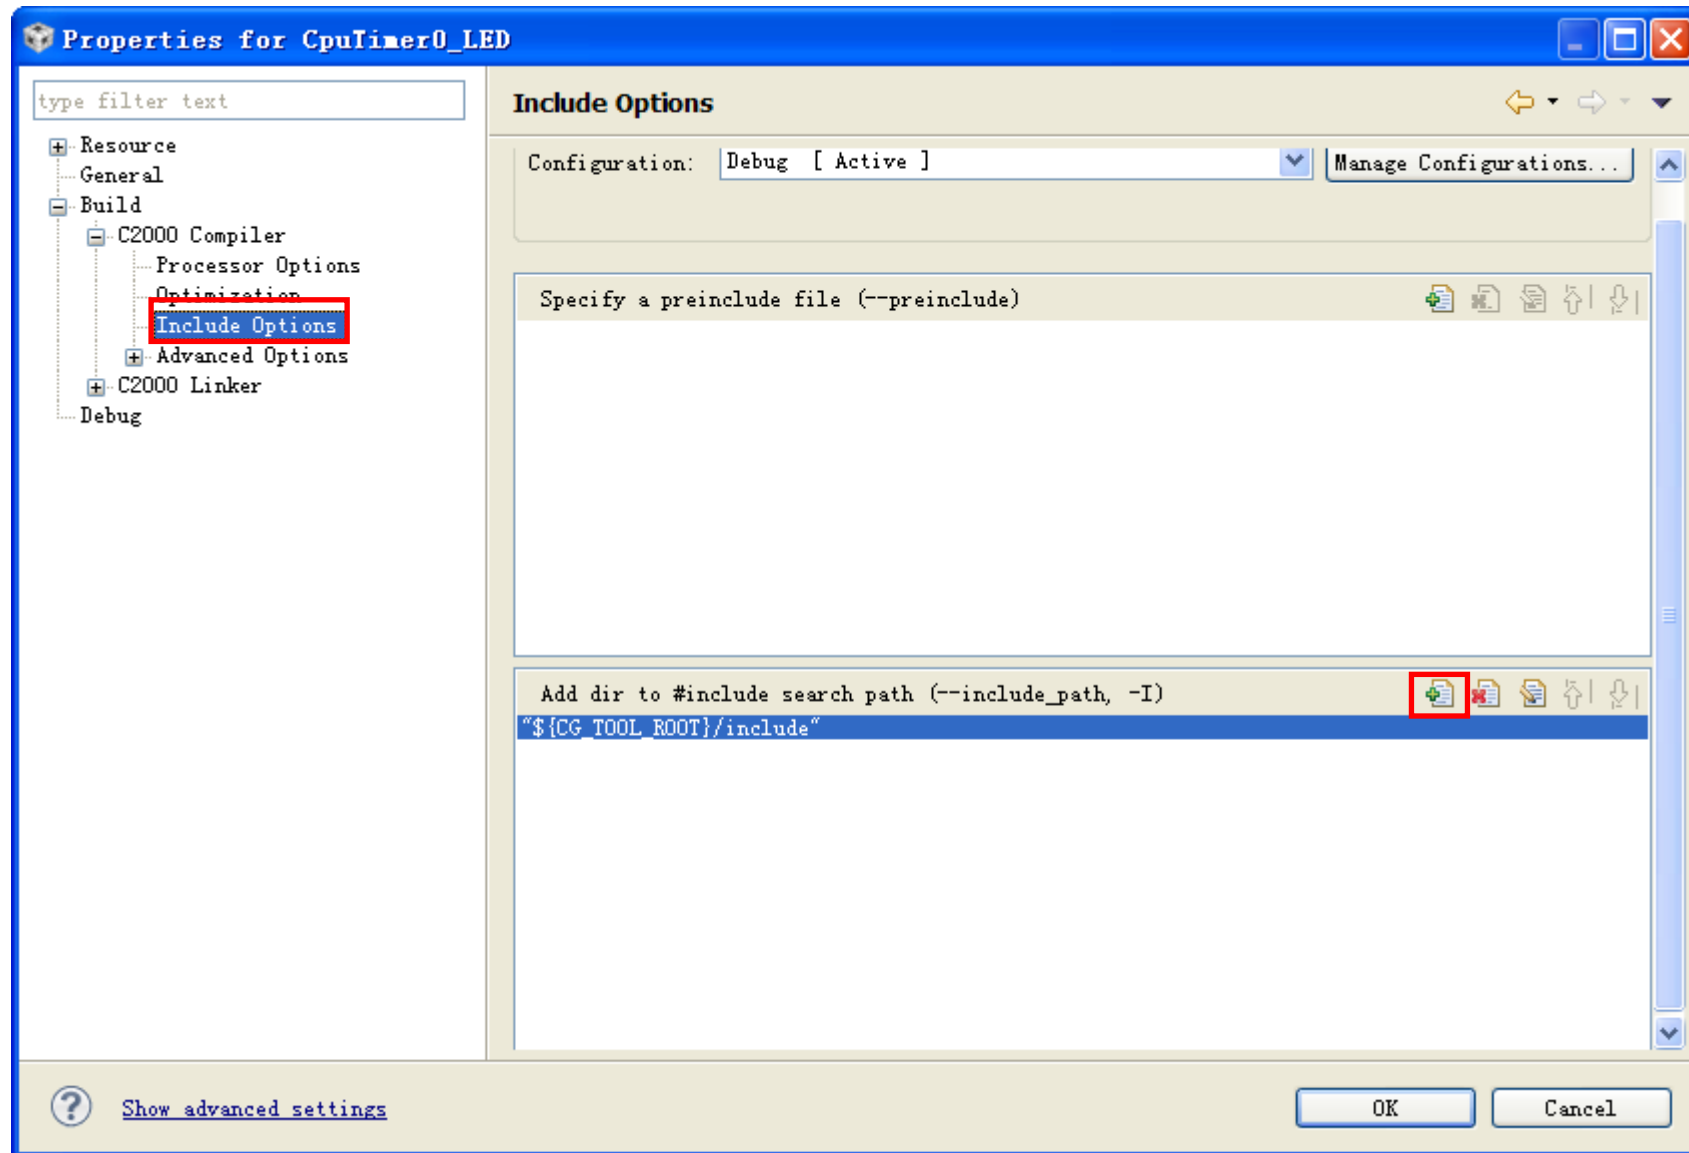 Properties for CpuTimer0_LED
type filter text
Resource
General
Build
C2000 Compiler
Processor Options
Optimization
Include Options
Advanced Options
C2000 Linker
Debug
Include Options
Configuration: Debug [ Active ] Manage Configurations...
Specify a preinclude file (--preinclude)
Add dir to #include search path (--include_path, -I)
"${CG_TOOL_ROOT}/include"
Show advanced settings
OK Cancel